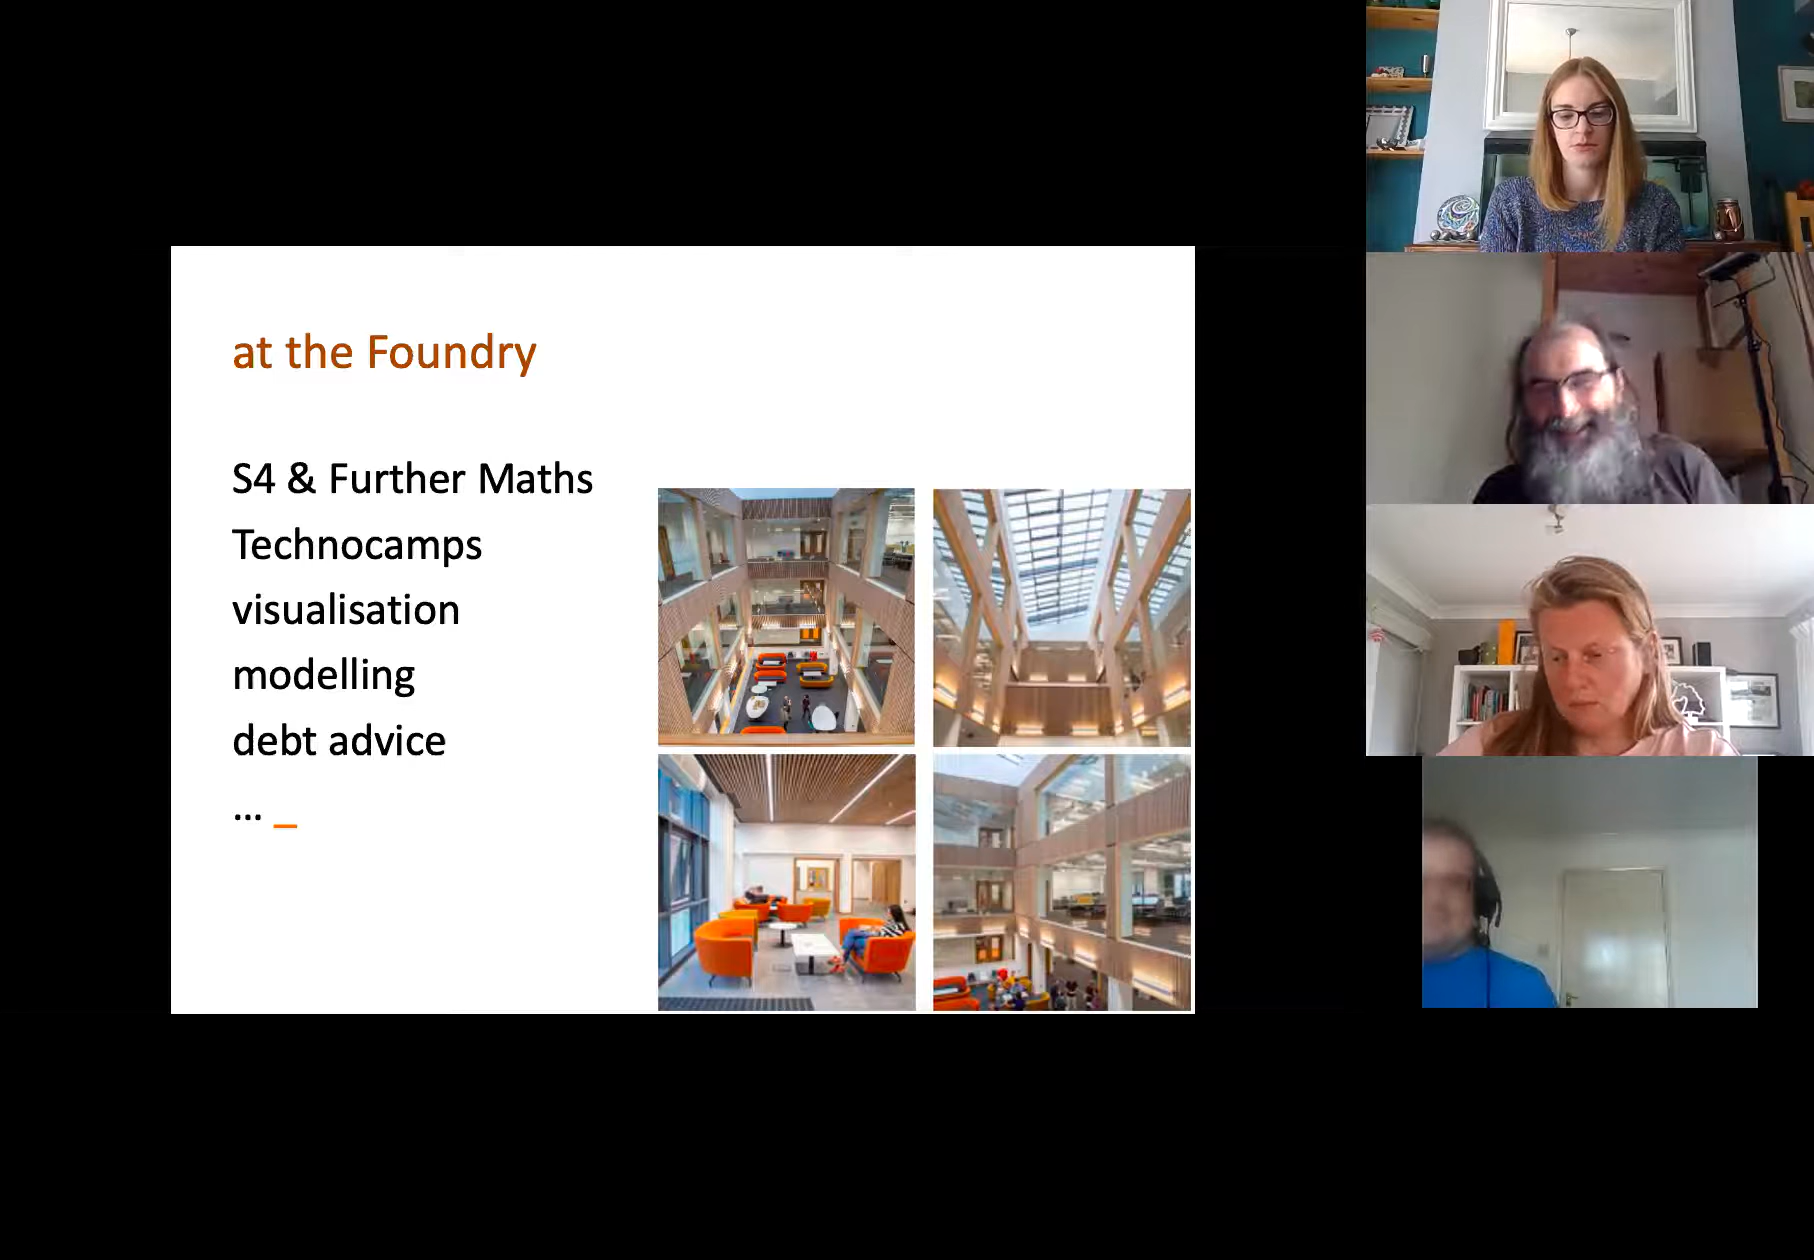 at the Foundry
S4 & Further Maths
Technocamps
visualisation
modelling
debt advice
... _